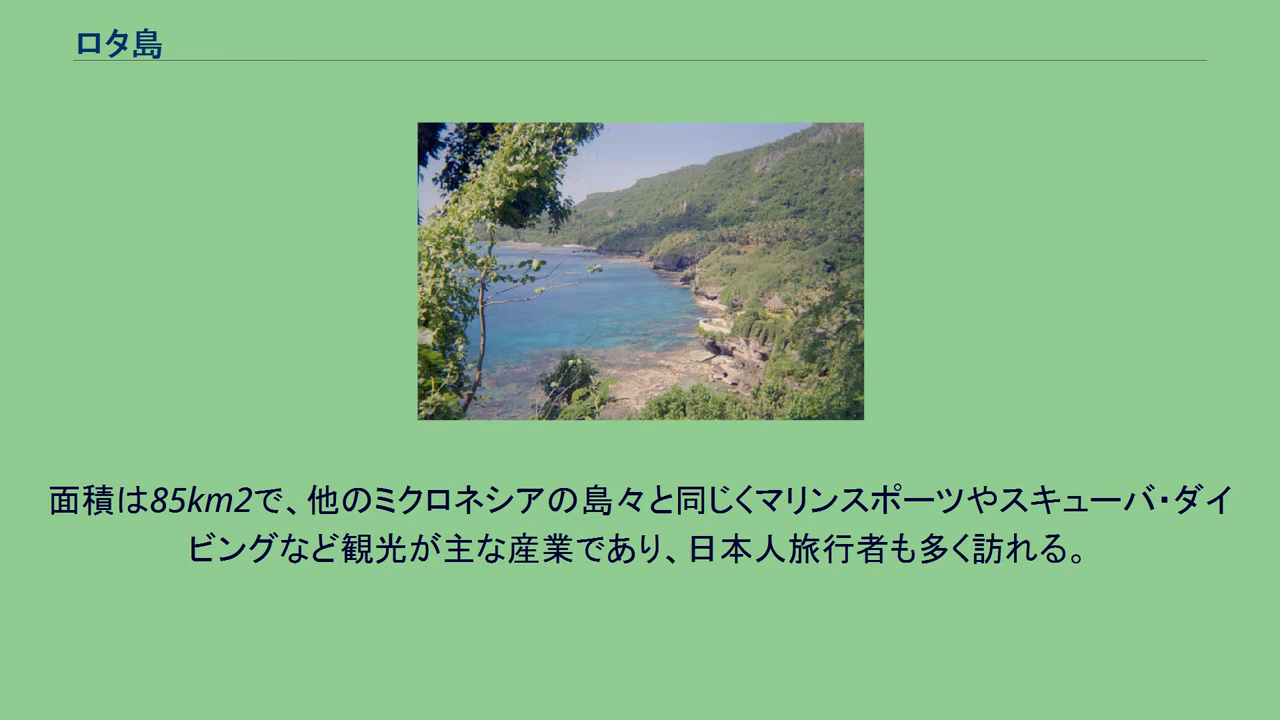 ロタ島
面積は85km2で、他のミクロネシアの島々と同じくマリンスポーツやスキューバ・ダイ
ビングなど観光が主な産業であり、日本人旅行者も多く訪れる。